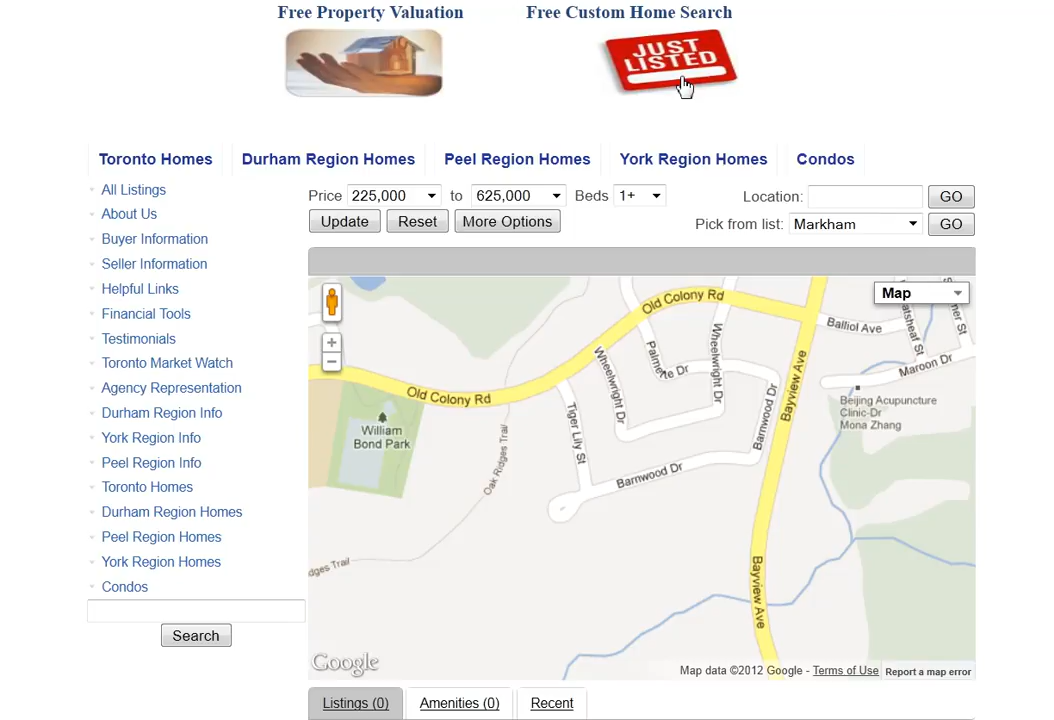 Free Property Valuation
Free Custom Home Search
JUST
LISTED
Toronto Homes
Durham Region Homes
Peel Region Homes
York Region Homes
Condos
All Listings
About Us
Buyer Information
Seller Information
Helpful Links
Financial Tools
Testimonials
Toronto Market Watch
Agency Representation
Durham Region Info
York Region Info
Peel Region Info
Toronto Homes
Durham Region Homes
Peel Region Homes
York Region Homes
Condos
Search
Price 225,000 to 625,000 Beds 1+
Location: GO
Update Reset More Options
Pick from list: Markham GO
Map
Old Colony Rd
Balliol Ave
Maroon Dr
Wheelwright Dr
Wheelwright Dr
Bayview Ave
Beijing Acupuncture
Clinic-Dr
Mona Zhang
Old Colony Rd
William
Bond Park
Tiger Lily St
Barnwood Dr
Oak Ridges Trail
Barnwood Dr
dges Trail
Bayview Ave
Google
Map data ©2012 Google - Terms of Use Report a map error
Listings (0) Amenities (0) Recent